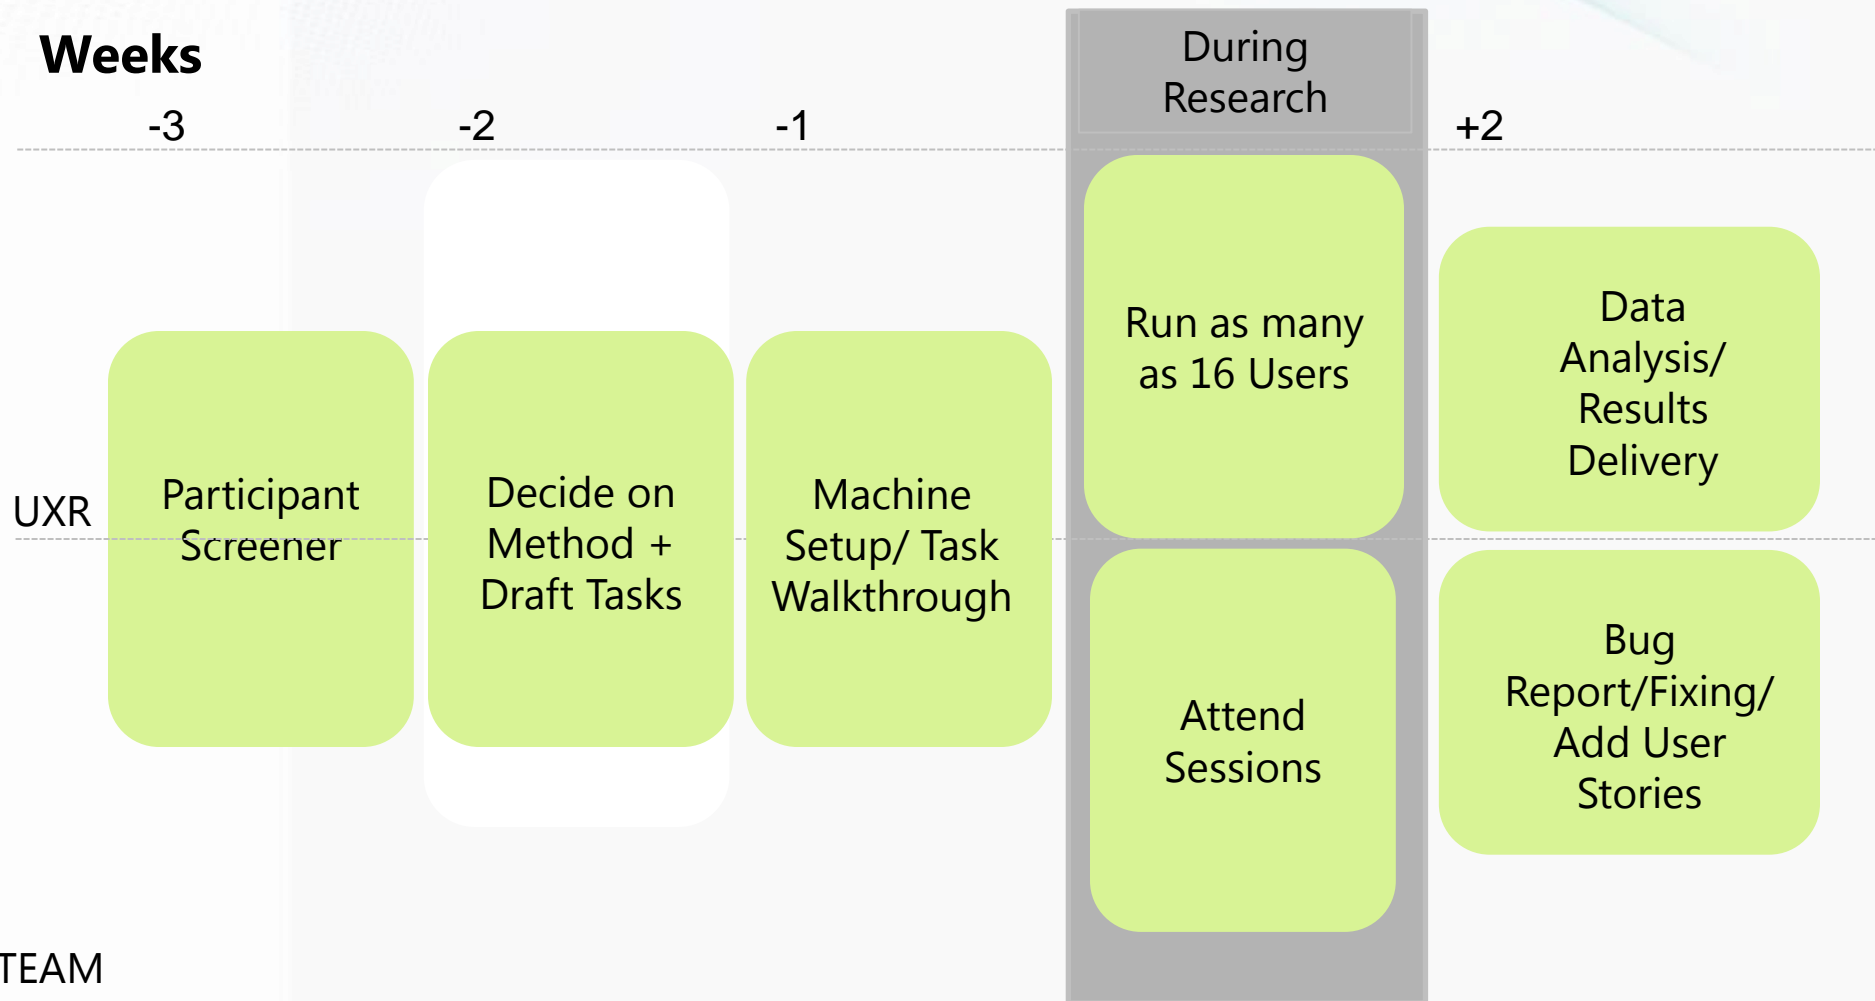 Weeks
During
Research
-3
-2
-1
+2
UXR
Participant
Screener
Decide on
Method +
Draft Tasks
Machine
Setup/ Task
Walkthrough
Run as many
as 16 Users
Data
Analysis/
Results
Delivery
Attend
Sessions
Bug
Report/Fixing/
Add User
Stories
TEAM